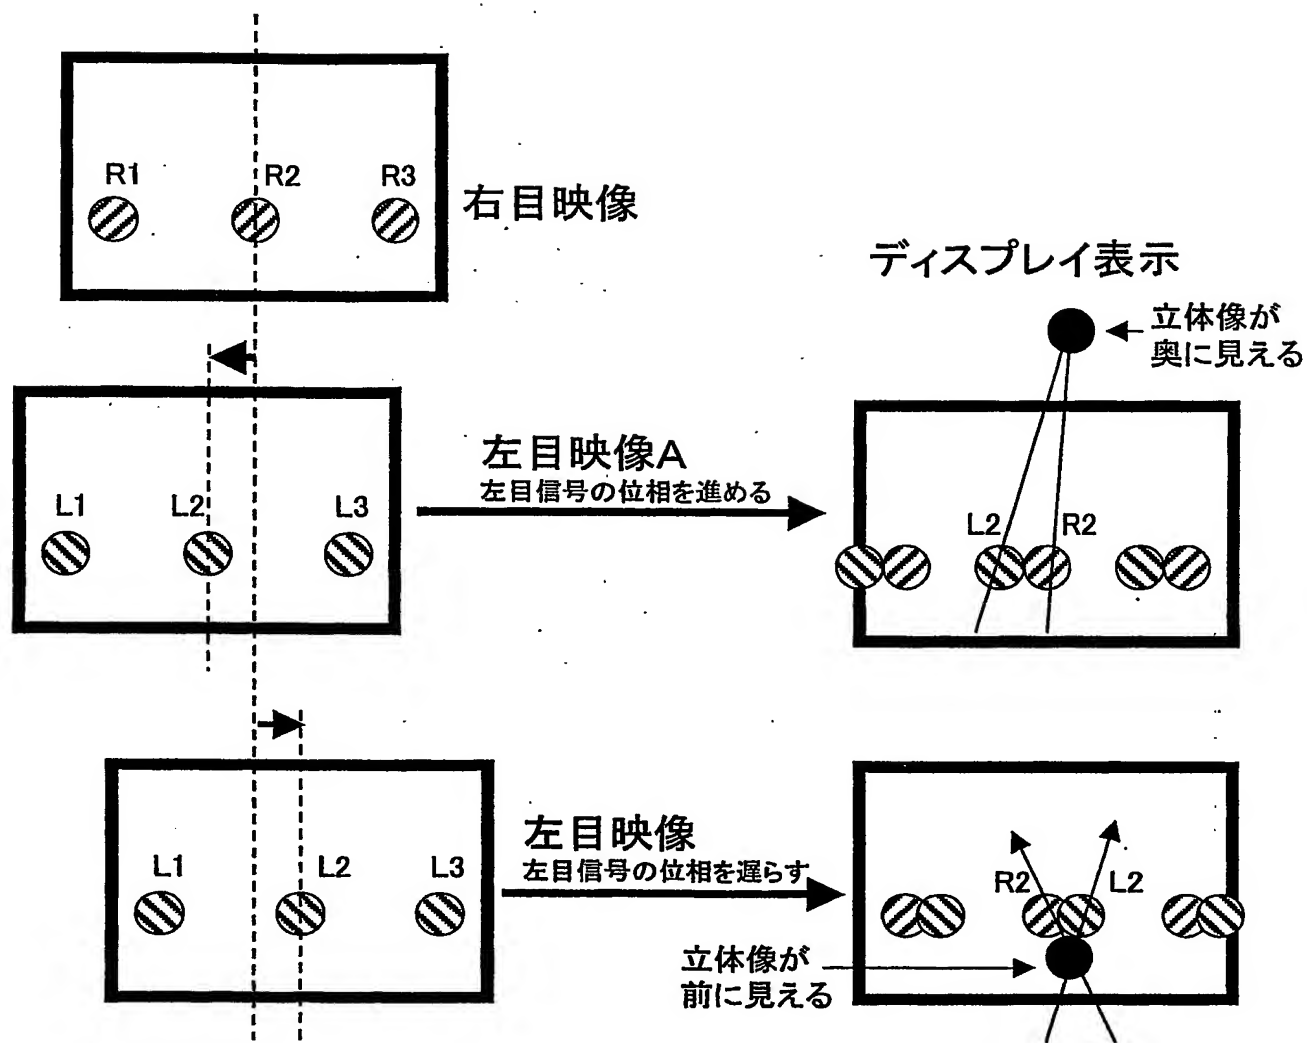 R1 R2 R3
右目映像
ディスプレイ表示
立体像が
奥に見える
左目映像A
左目信号の位相を進める
L1 L2 L3
L2 R2
左目映像
左目信号の位相を遅らす
L1 L2 L3
R2 L2
立体像が
前に見える